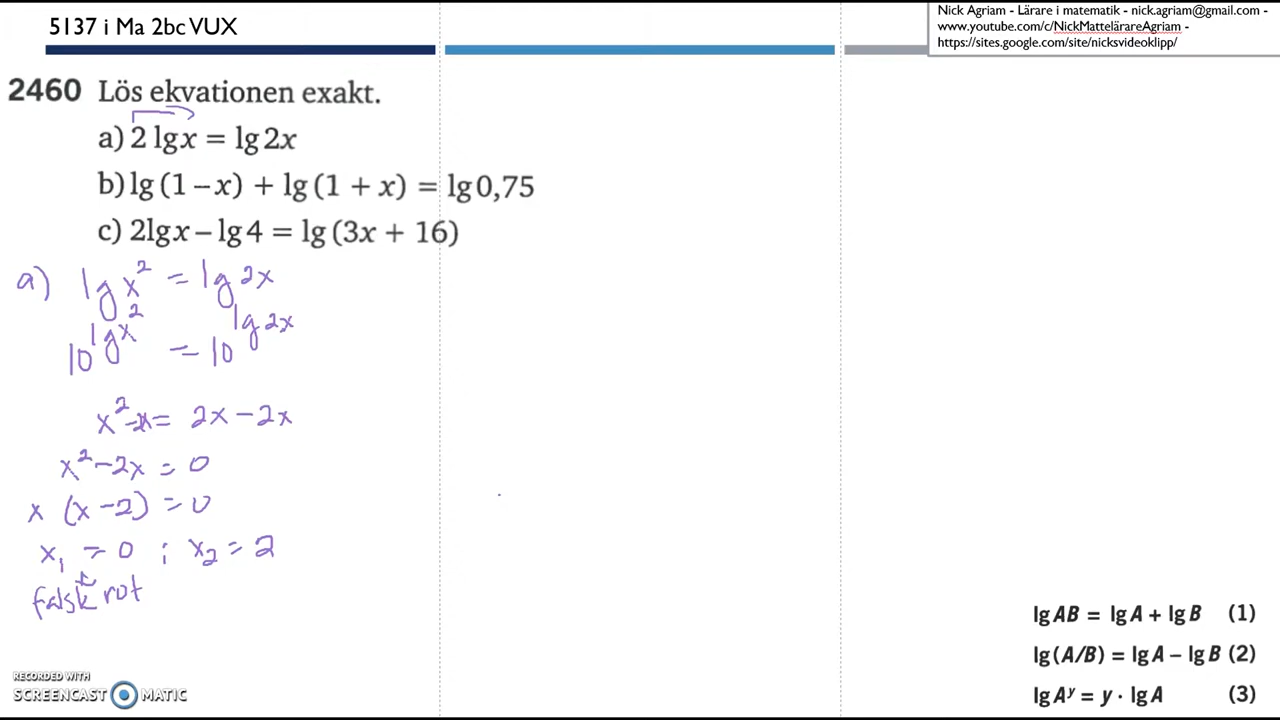 5137 i Ma 2bc VUX
Nick Agriam - Lärare i matematik - nick.agriam@gmail.com -
www.youtube.com/c/NickMattelärareAgriam -
https://sites.google.com/site/nicksvideoklipp/
2460 Lös ekvationen exakt.
a) 2 lg x = lg 2x
b) lg (1 – x) + lg (1 + x) = lg 0,75
c) 2lg x – lg 4 = lg (3x + 16)
a) lg x² = lg 2x
10^(lg x²) = 10^(lg 2x)
x² - 2x = 2x - 2x
x² - 2x = 0
x (x - 2) = 0
x₁ = 0 ; x₂ = 2
falsk rot
lg AB = lg A + lg B (1)
lg (A/B) = lg A – lg B (2)
lg Aʸ = y · lg A (3)
RECORDED WITH
SCREENCAST MATIC